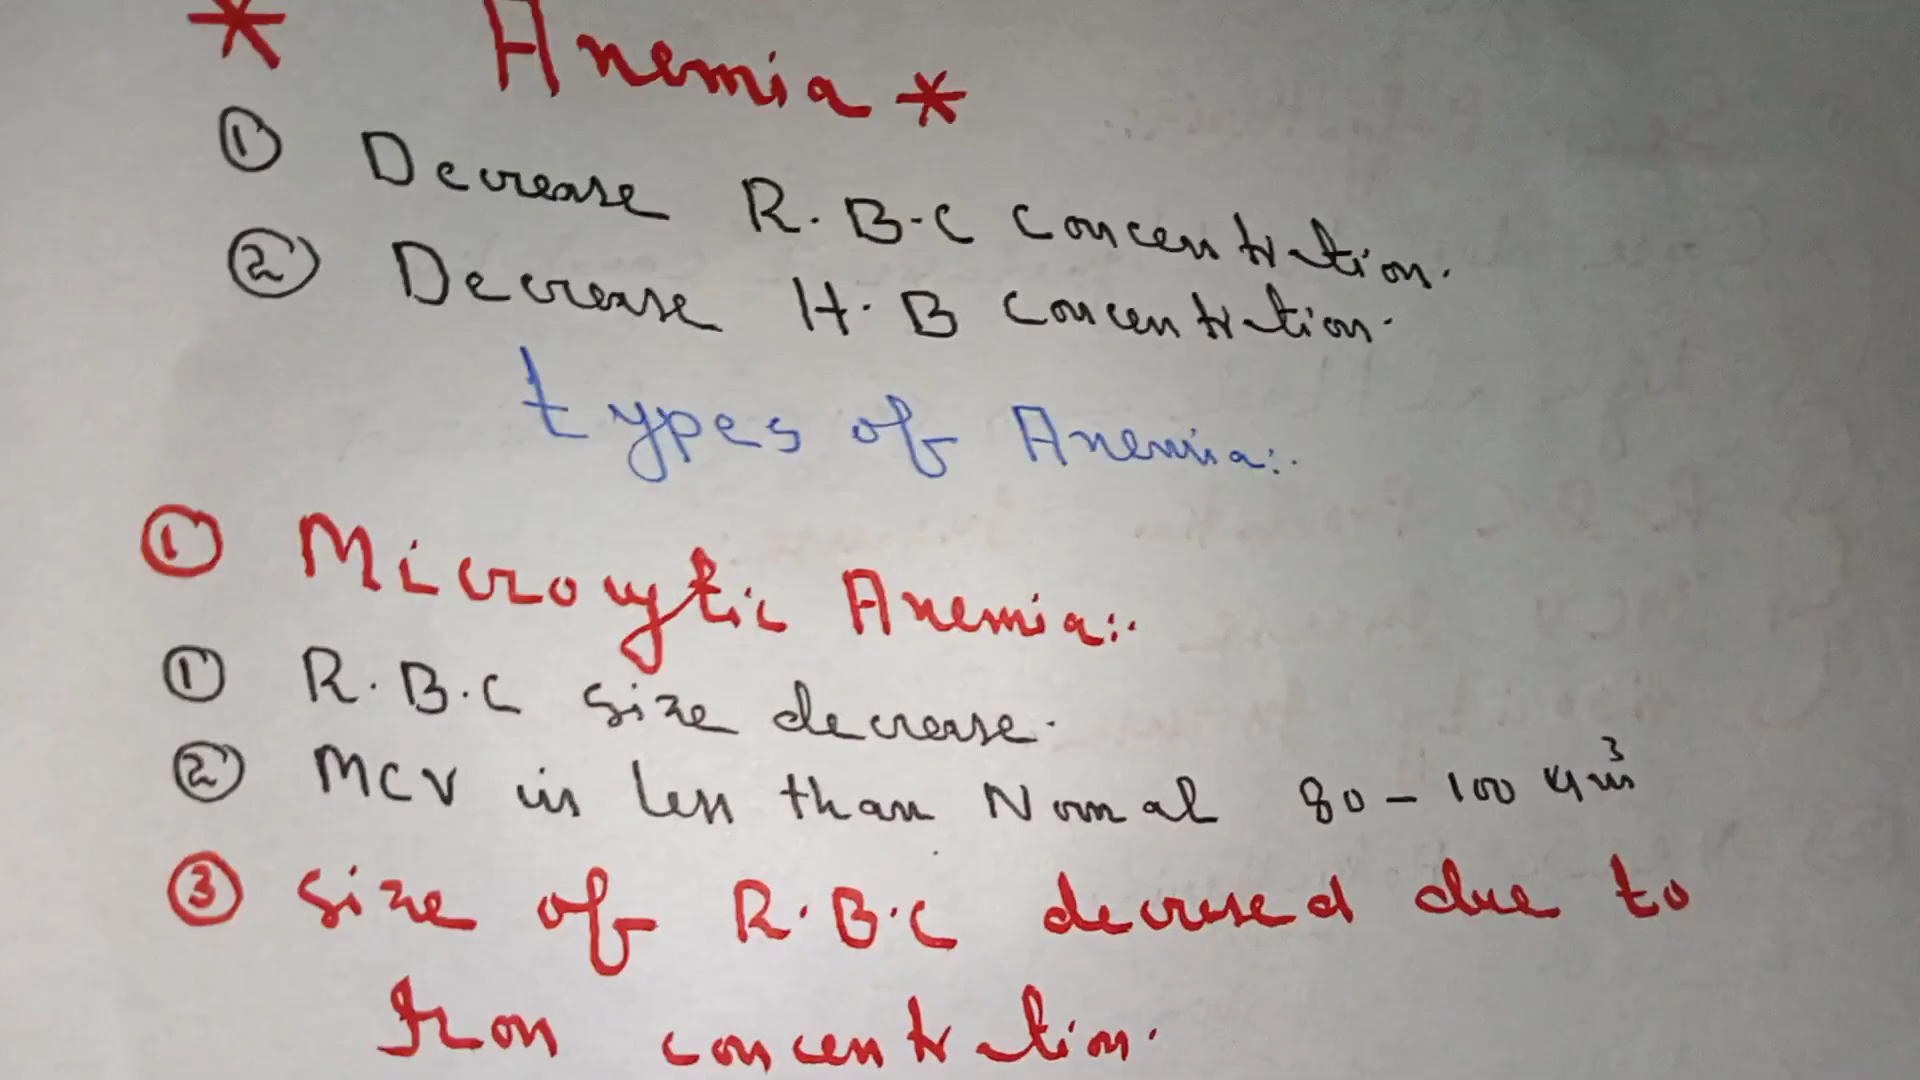 * Anemia *
① Decrease R.B.C concentration.
② Decrease H.B concentration.
types of Anemia:.
① Microcytic Anemia:.
① R.B.C size decrease.
② MCV is less than Normal 80-100 μm³
③ size of R.B.C decreased due to
Iron concentration.